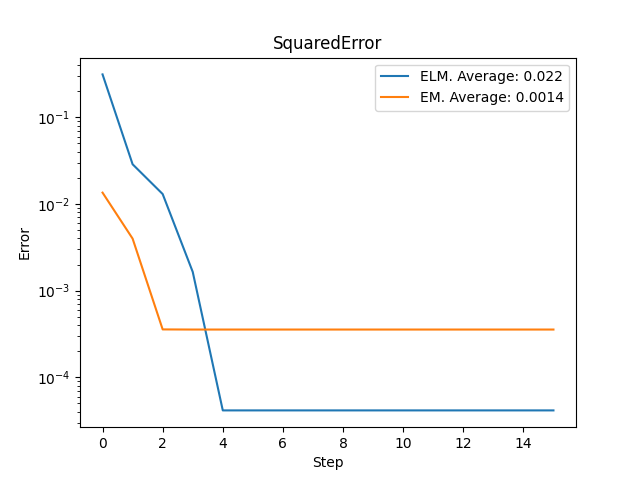 SquaredError
ELM. Average: 0.022
EM. Average: 0.0014
Error
10⁻¹
10⁻²
10⁻³
10⁻⁴
0 2 4 6 8 10 12 14
Step